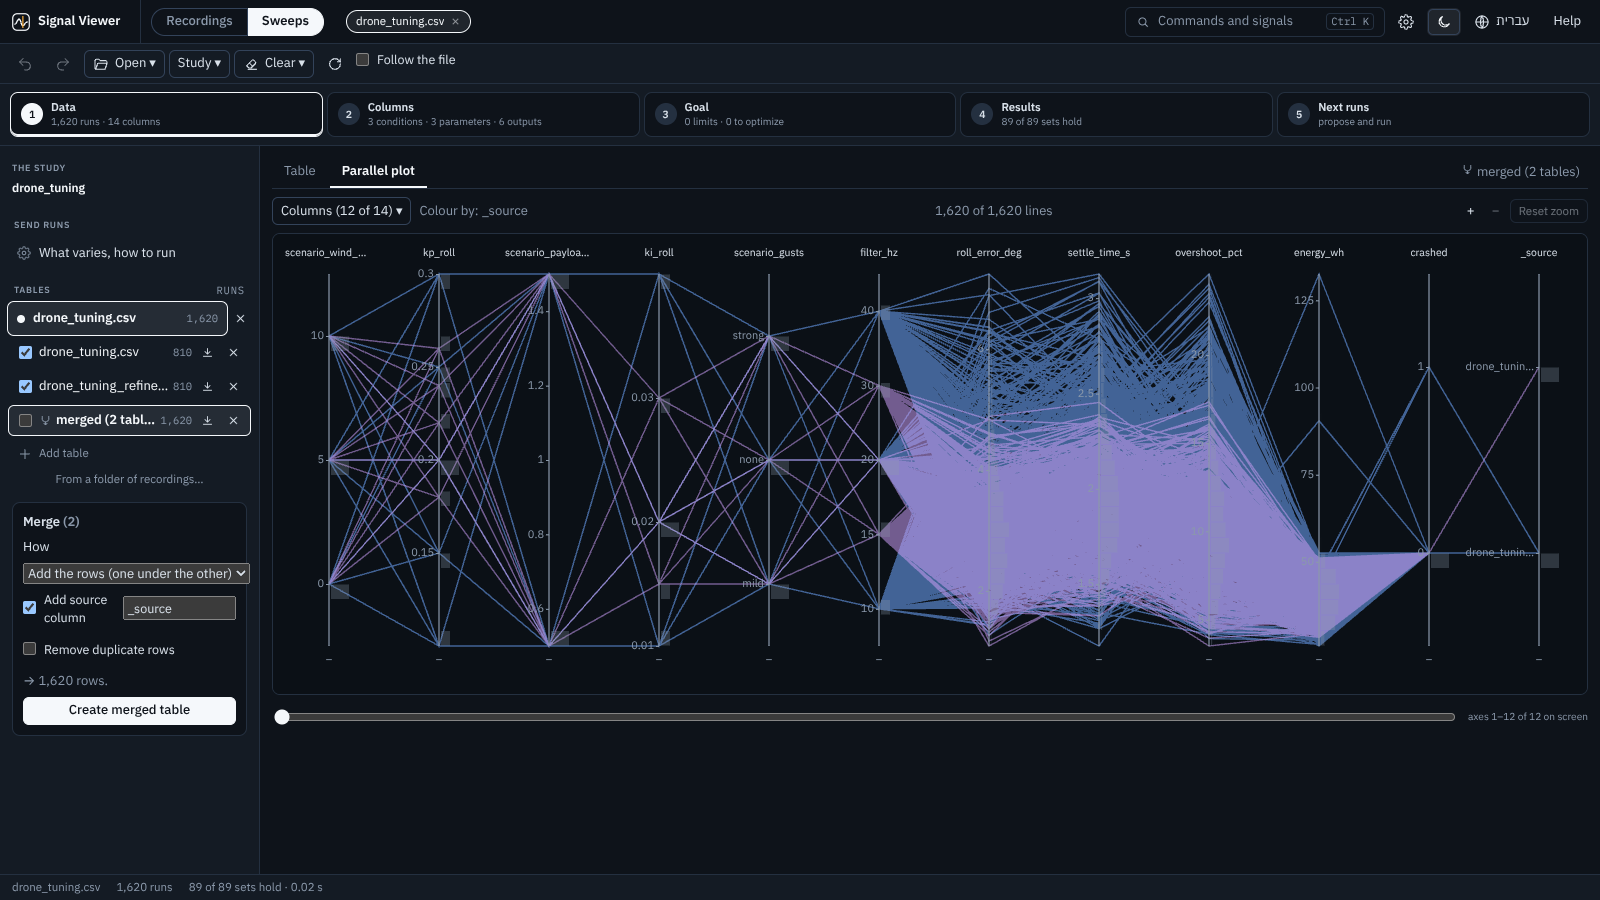 Signal Viewer
Recordings
Sweeps
drone_tuning.csv ×
Commands and signals
Ctrl K
עברית
Help
Open ▾
Study ▾
Clear ▾
Follow the file
1
Data
1,620 runs · 14 columns
2
Columns
3 conditions · 3 parameters · 6 outputs
3
Goal
0 limits · 0 to optimize
4
Results
89 of 89 sets hold
5
Next runs
propose and run
THE STUDY
drone_tuning
SEND RUNS
What varies, how to run
TABLES
RUNS
drone_tuning.csv
1,620
×
drone_tuning.csv
810
×
drone_tuning_refine...
810
×
merged (2 tabl...
1,620
×
+ Add table
From a folder of recordings...
Merge (2)
How
Add the rows (one under the other)
Add source column
_source
Remove duplicate rows
→ 1,620 rows.
Create merged table
Table
Parallel plot
merged (2 tables)
Columns (12 of 14) ▾
Colour by: _source
1,620 of 1,620 lines
+
−
Reset zoom
scenario_wind_...
kp_roll
scenario_payloa...
ki_roll
scenario_gusts
filter_hz
roll_error_deg
settle_time_s
overshoot_pct
energy_wh
crashed
_source
10
5
0
0.3
0.25
0.2
0.15
1.4
1.2
1
0.8
0.6
0.03
0.02
0.01
strong
none
mild
40
30
20
15
10
3
2.5
20
10
125
100
75
50
1
0
drone_tunin...
drone_tunin...
axes 1–12 of 12 on screen
drone_tuning.csv
1,620 runs
89 of 89 sets hold · 0.02 s